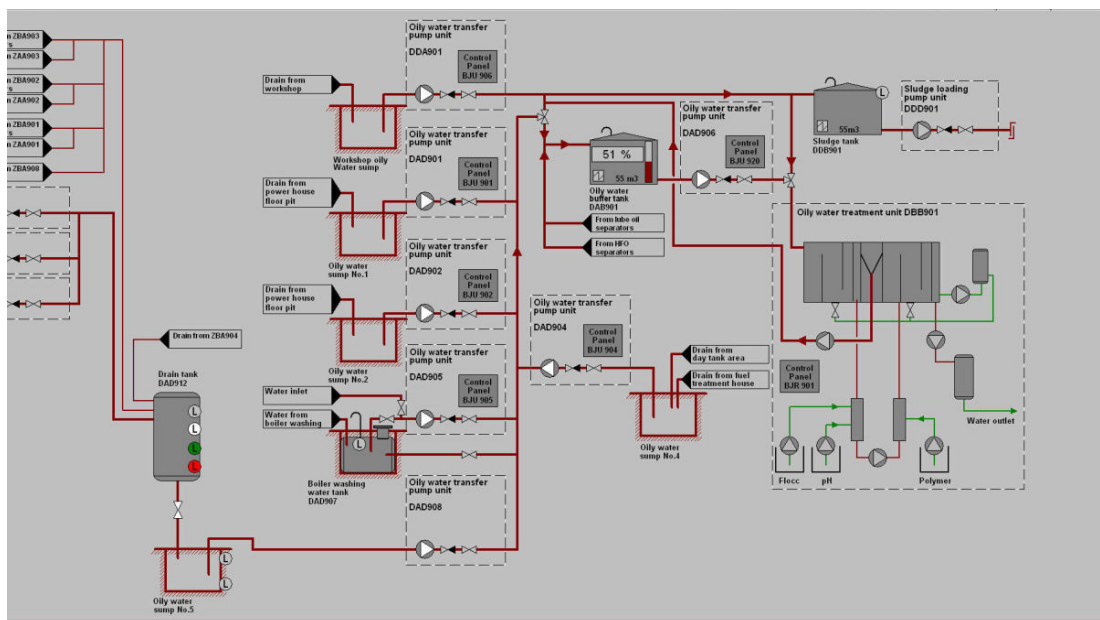 n ZBA903
rs
n ZAA903
n ZBA902
rs
n ZAA902
n ZBA901
rs
n ZAA901
n ZBA908
Drain from ZBA904
Drain tank
DAD912
L
L
L
L
Oily water
sump No.5
L
L
Oily water transfer
pump unit
DDA901
Control
Panel
BJU 906
Drain from
workshop
Workshop oily
Water sump
Oily water transfer
pump unit
DAD901
Control
Panel
BJU 901
Drain from
power house
floor pit
Oily water
sump No.1
Oily water transfer
pump unit
DAD902
Control
Panel
BJU 902
Drain from
power house
floor pit
Oily water
sump No.2
Oily water transfer
pump unit
DAD905
Control
Panel
BJU 905
Water inlet
Water from
boiler washing
L
Boiler washing
water tank
DAD907
Oily water transfer
pump unit
DAD908
51 %
55 m3
Oily water
buffer tank
DAB901
From lube oil
separators
From HFO
separators
Oily water transfer
pump unit
DAD904
Control
Panel
BJU 904
Drain from
day tank area
Drain from fuel
treatment house
Oily water
sump No.4
Oily water transfer
pump unit
DAD906
Control
Panel
BJU 920
L
55m3
Sludge tank
DDB901
Sludge loading
pump unit
DDD901
Oily water treatment unit DBB901
Control
Panel
BJR 901
Water outlet
Flocc
pH
Polymer